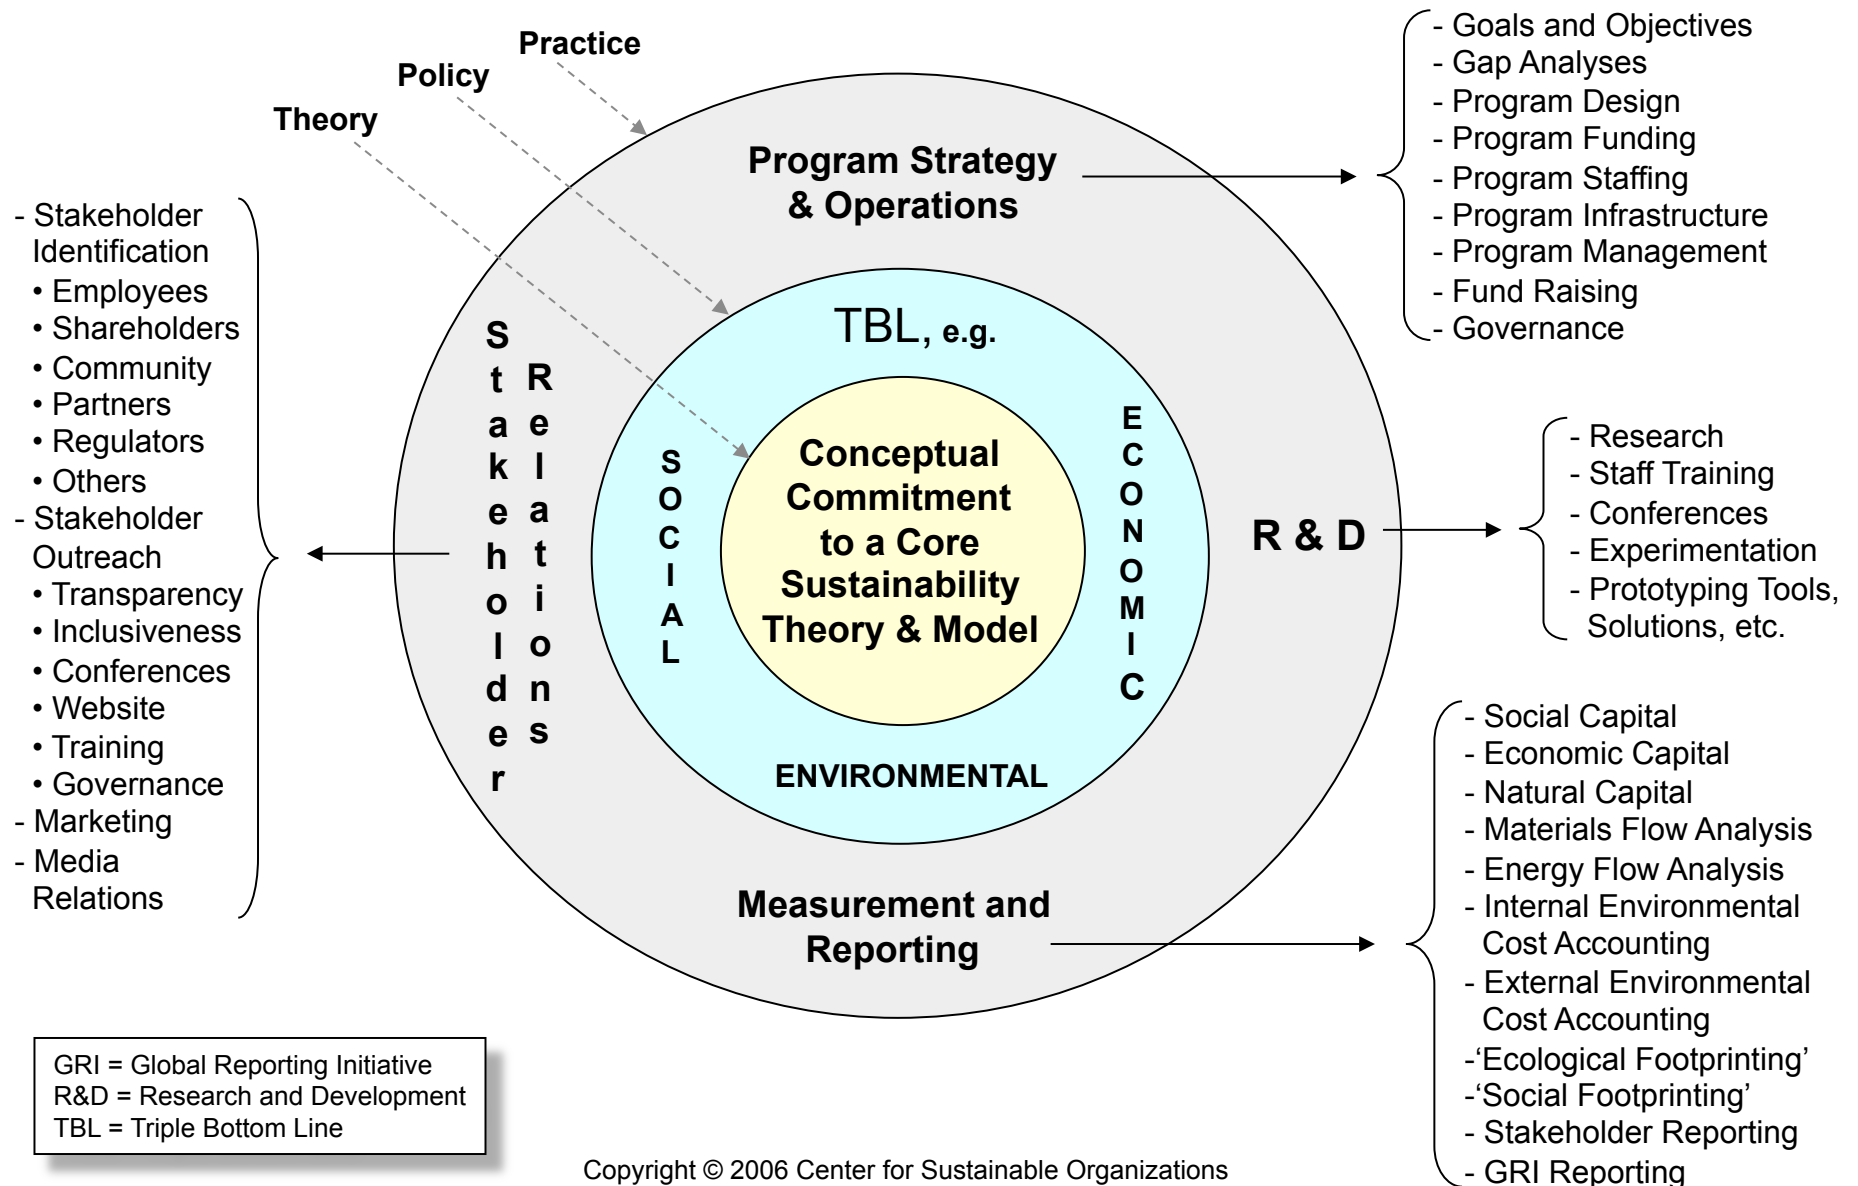 Practice
Policy
Theory
Program Strategy
& Operations
- Goals and Objectives
- Gap Analyses
- Program Design
- Program Funding
- Program Staffing
- Program Infrastructure
- Program Management
- Fund Raising
- Governance
- Stakeholder
Identification
• Employees
• Shareholders
• Community
• Partners
• Regulators
• Others
- Stakeholder
Outreach
• Transparency
• Inclusiveness
• Conferences
• Website
• Training
• Governance
- Marketing
- Media
Relations
Stakeholder
Relations
TBL, e.g.
SOCIAL
ECONOMIC
ENVIRONMENTAL
Conceptual
Commitment
to a Core
Sustainability
Theory & Model
R & D
- Research
- Staff Training
- Conferences
- Experimentation
- Prototyping Tools,
Solutions, etc.
Measurement and
Reporting
- Social Capital
- Economic Capital
- Natural Capital
- Materials Flow Analysis
- Energy Flow Analysis
- Internal Environmental
Cost Accounting
- External Environmental
Cost Accounting
-‘Ecological Footprinting’
-‘Social Footprinting’
- Stakeholder Reporting
- GRI Reporting
GRI = Global Reporting Initiative
R&D = Research and Development
TBL = Triple Bottom Line
Copyright © 2006 Center for Sustainable Organizations